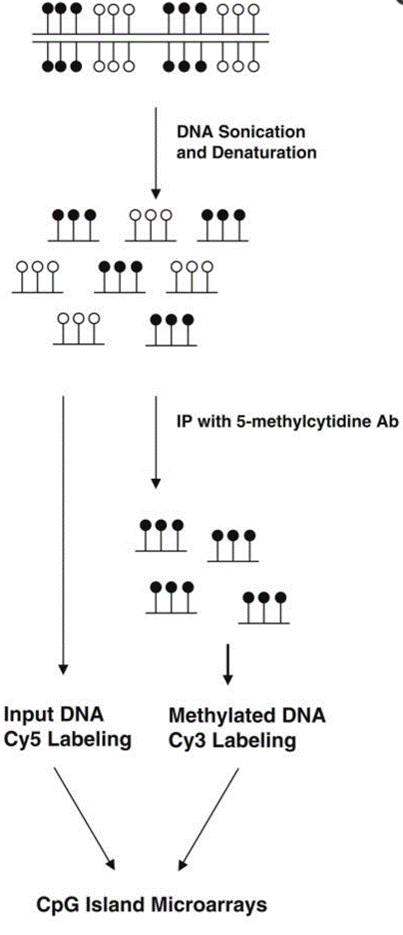 DNA Sonication
and Denaturation
IP with 5-methylcytidine Ab
Input DNA
Cy5 Labeling
Methylated DNA
Cy3 Labeling
CpG Island Microarrays